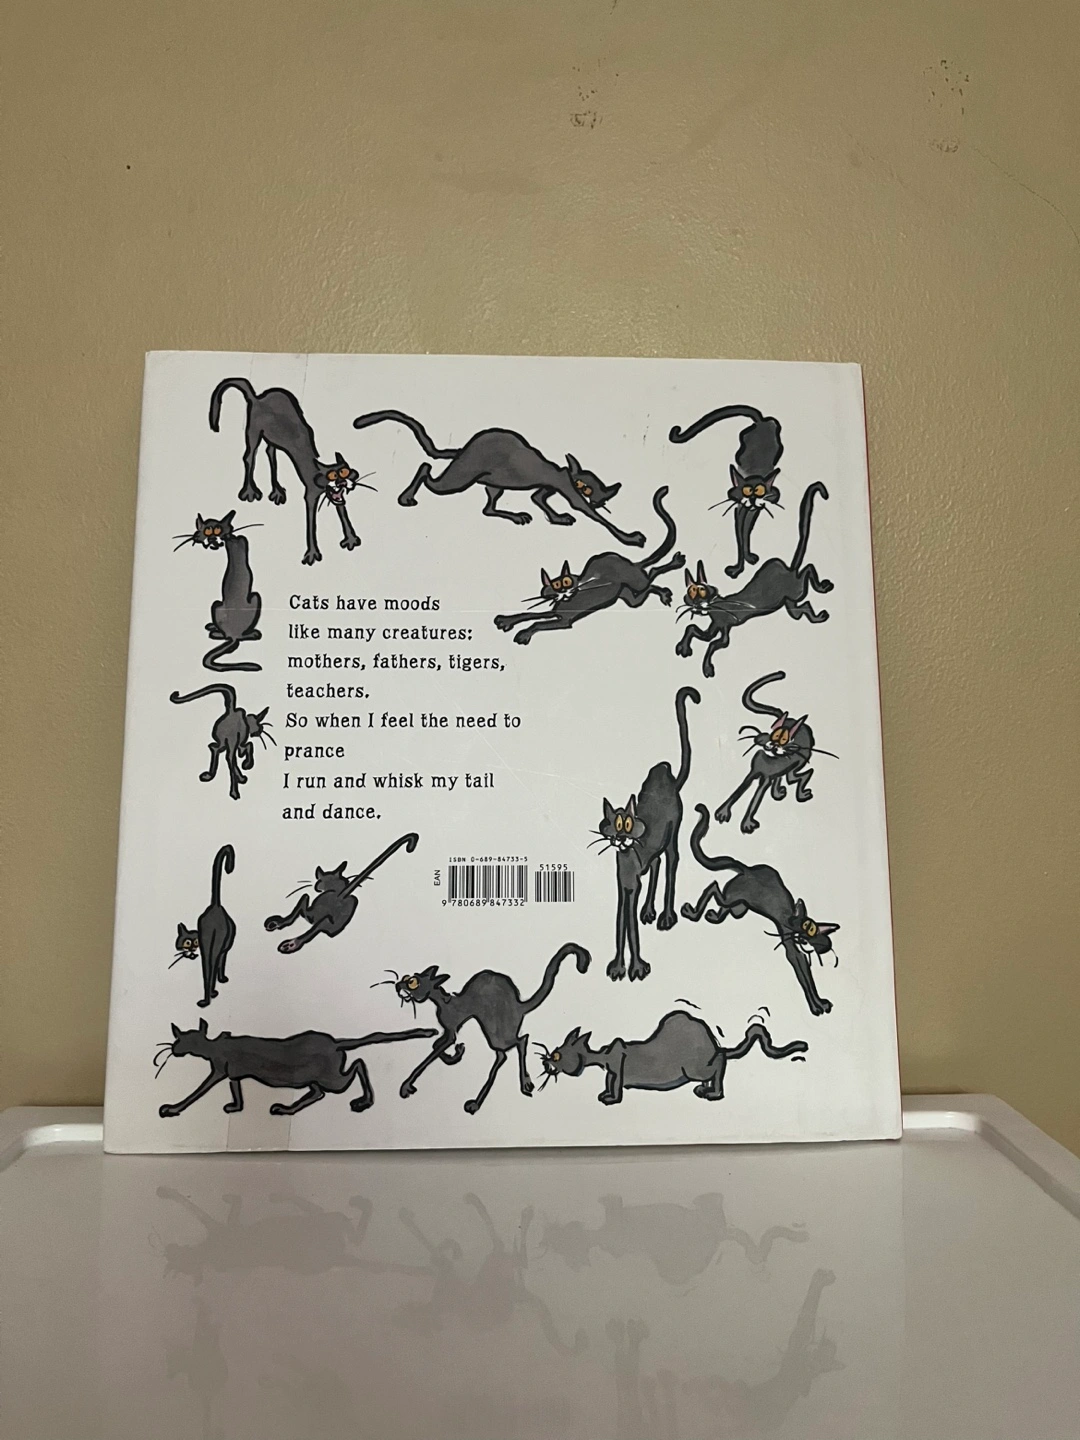 Cats have moods
like many creatures:
mothers, fathers, tigers,
teachers.
So when I feel the need to
prance
I run and whisk my tail
and dance.
ISBN 0-689-84733-5
51595
EAN
9 780689 847332